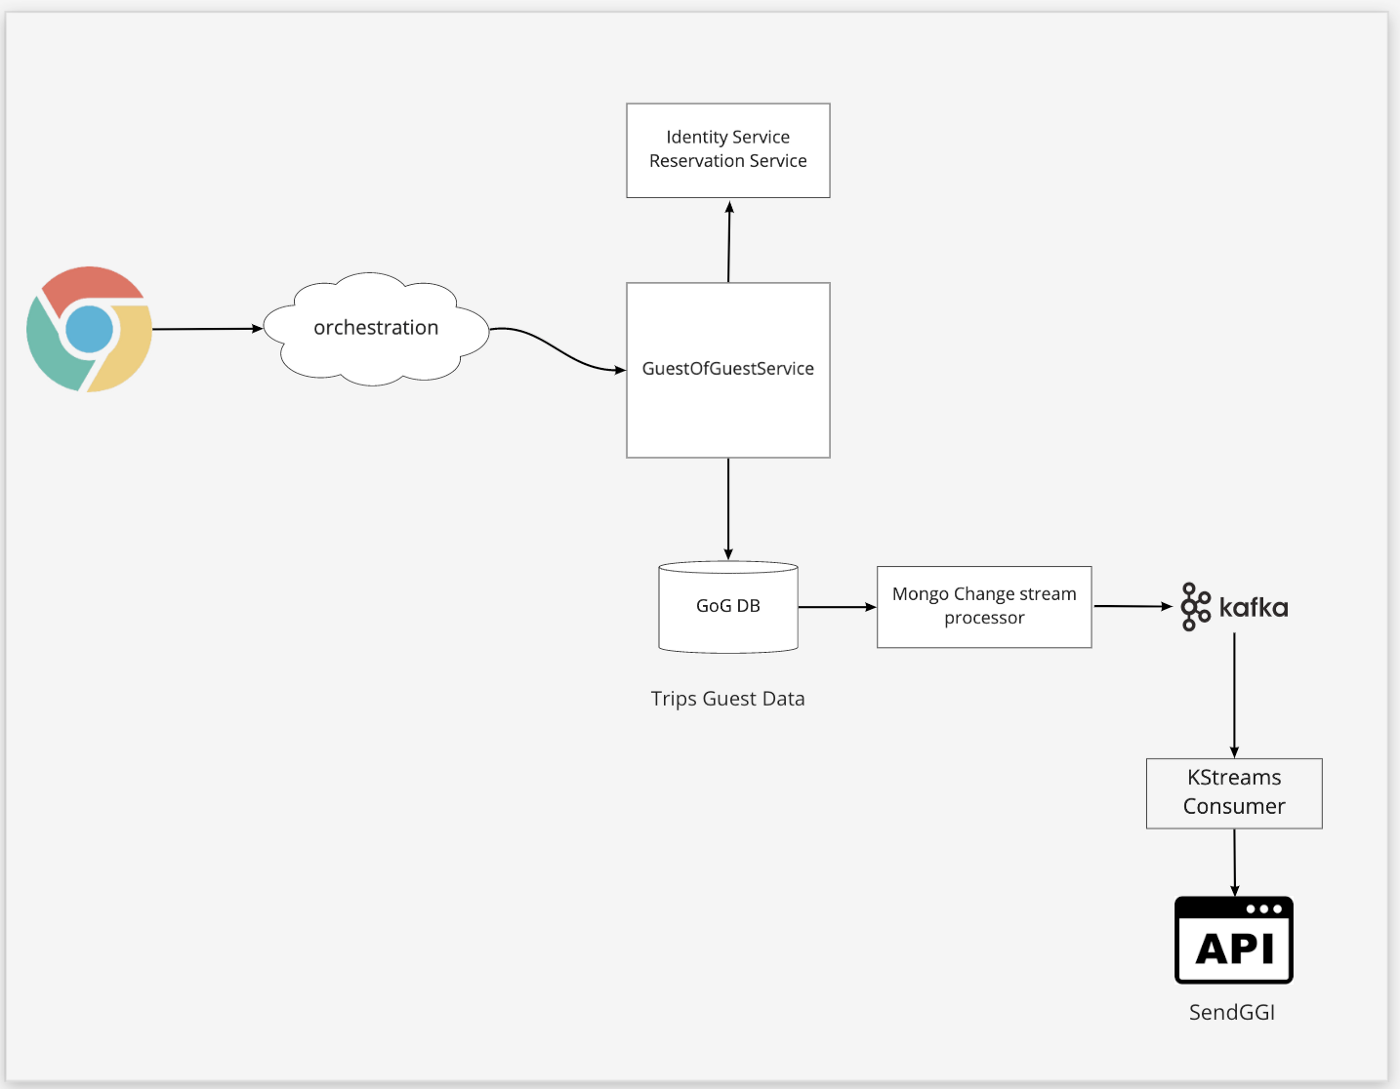 Identity Service
Reservation Service
orchestration
GuestOfGuestService
GoG DB
Mongo Change stream
processor
kafka
Trips Guest Data
KStreams
Consumer
API
SendGGI